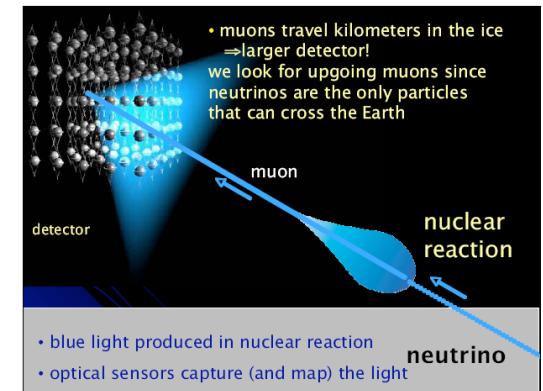 • muons travel kilometers in the ice
⇒larger detector!
we look for upgoing muons since
neutrinos are the only particles
that can cross the Earth
muon
detector
nuclear
reaction
• blue light produced in nuclear reaction
neutrino
• optical sensors capture (and map) the light